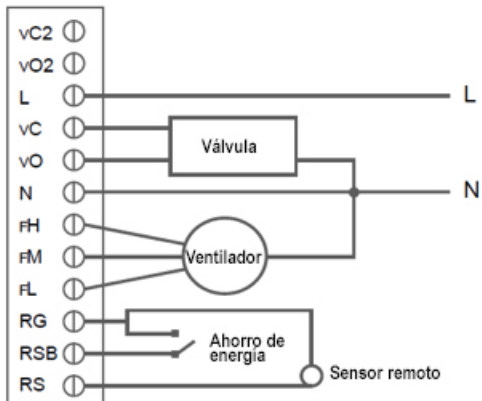 vC2
vO2
L
L
vC
vO
Válvula
N
N
FH
FM
FL
Ventilador
RG
RSB
RS
Ahorro de
energía
Sensor remoto